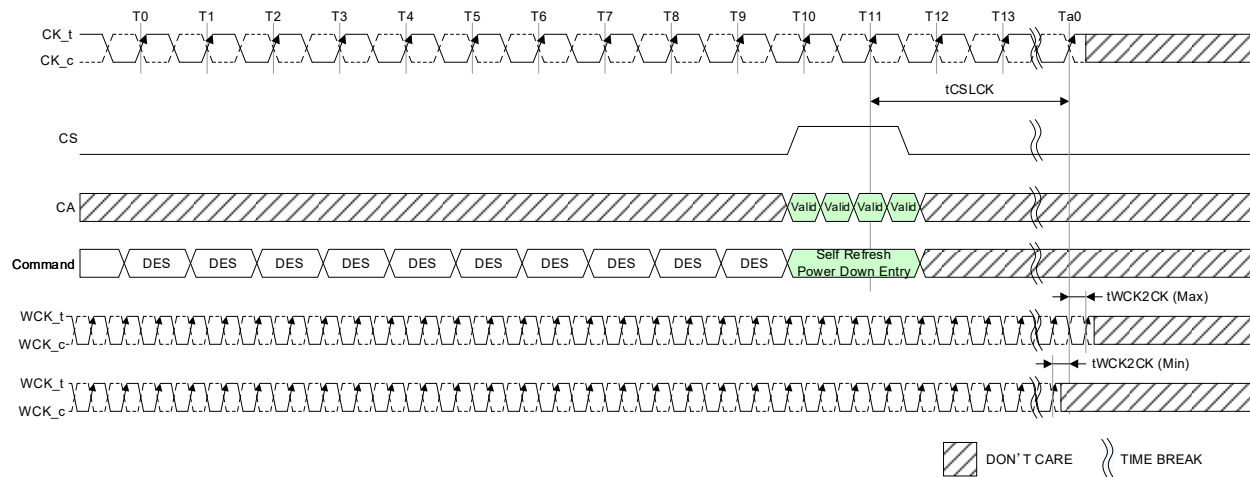 T0 T1 T2 T3 T4 T5 T6 T7 T8 T9 T10 T11 T12 T13 Ta0
CK_t
CK_c
tCSLCK
CS
CA Valid Valid Valid Valid
Command DES DES DES DES DES DES DES DES DES DES Self Refresh
Power Down Entry
tWCK2CK (Max)
WCK_t
WCK_c
tWCK2CK (Min)
WCK_t
WCK_c
DON'T CARE TIME BREAK